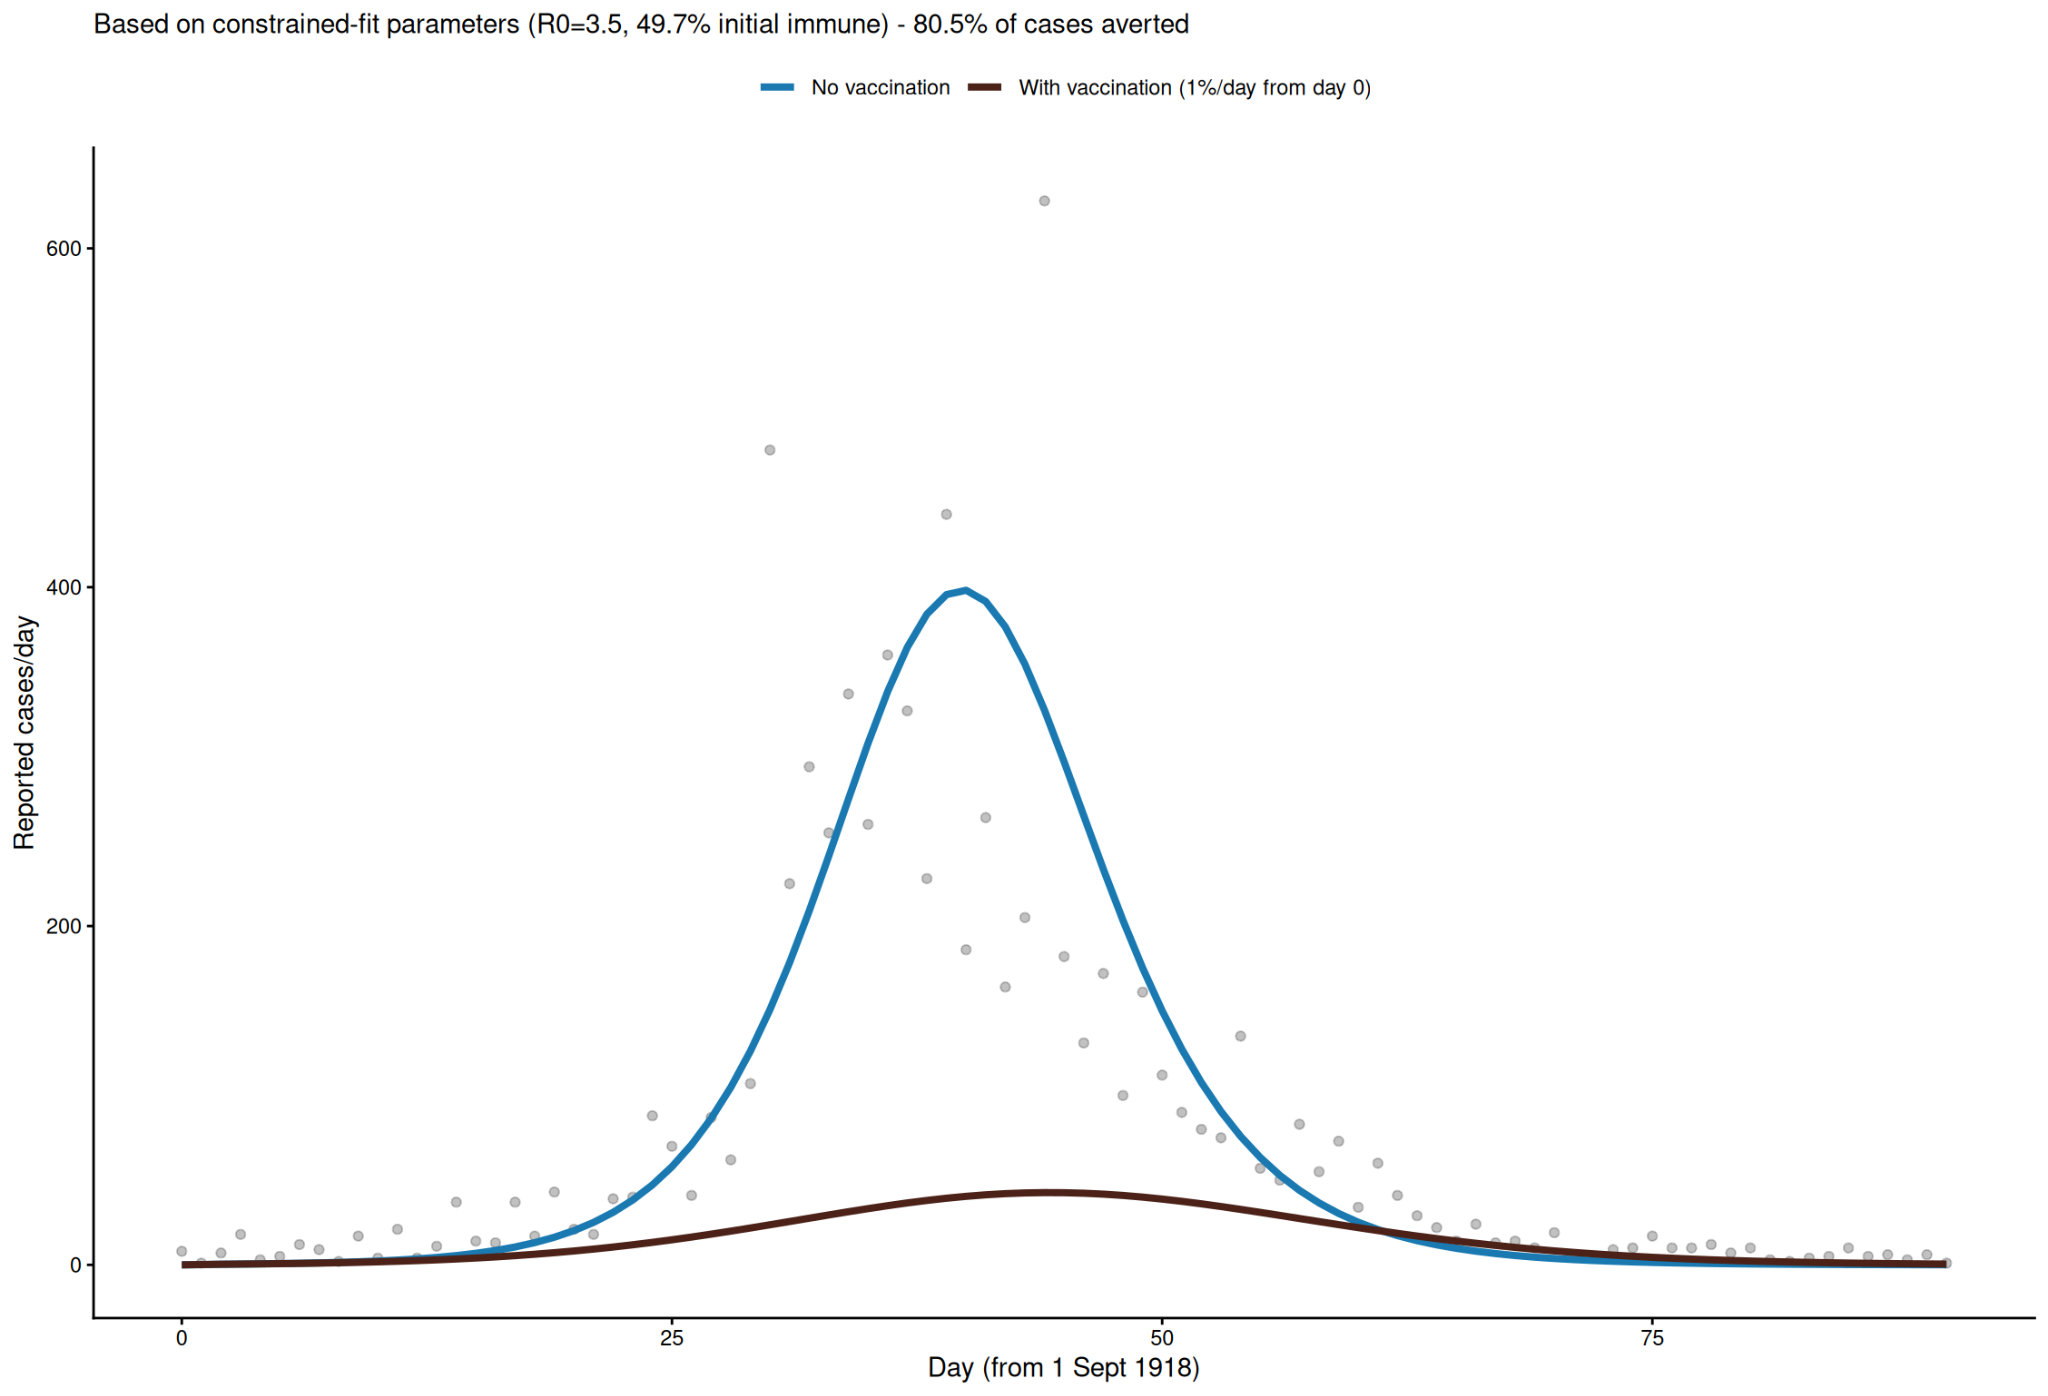 Based on constrained-fit parameters (R0=3.5, 49.7% initial immune) - 80.5% of cases averted
No vaccination
With vaccination (1%/day from day 0)
Reported cases/day
600
400
200
0
0
25
50
75
Day (from 1 Sept 1918)